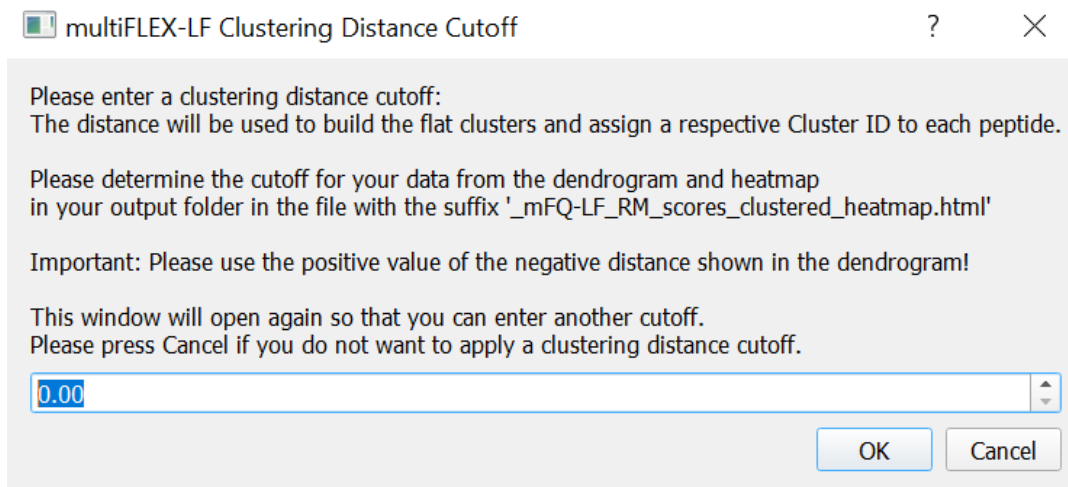 multiFLEX-LF Clustering Distance Cutoff ?
Please enter a clustering distance cutoff:
The distance will be used to build the flat clusters and assign a respective Cluster ID to each peptide.
Please determine the cutoff for your data from the dendrogram and heatmap
in your output folder in the file with the suffix '_mFQ-LF_RM_scores_clustered_heatmap.html'
Important: Please use the positive value of the negative distance shown in the dendrogram!
This window will open again so that you can enter another cutoff.
Please press Cancel if you do not want to apply a clustering distance cutoff.
0.00
OK Cancel